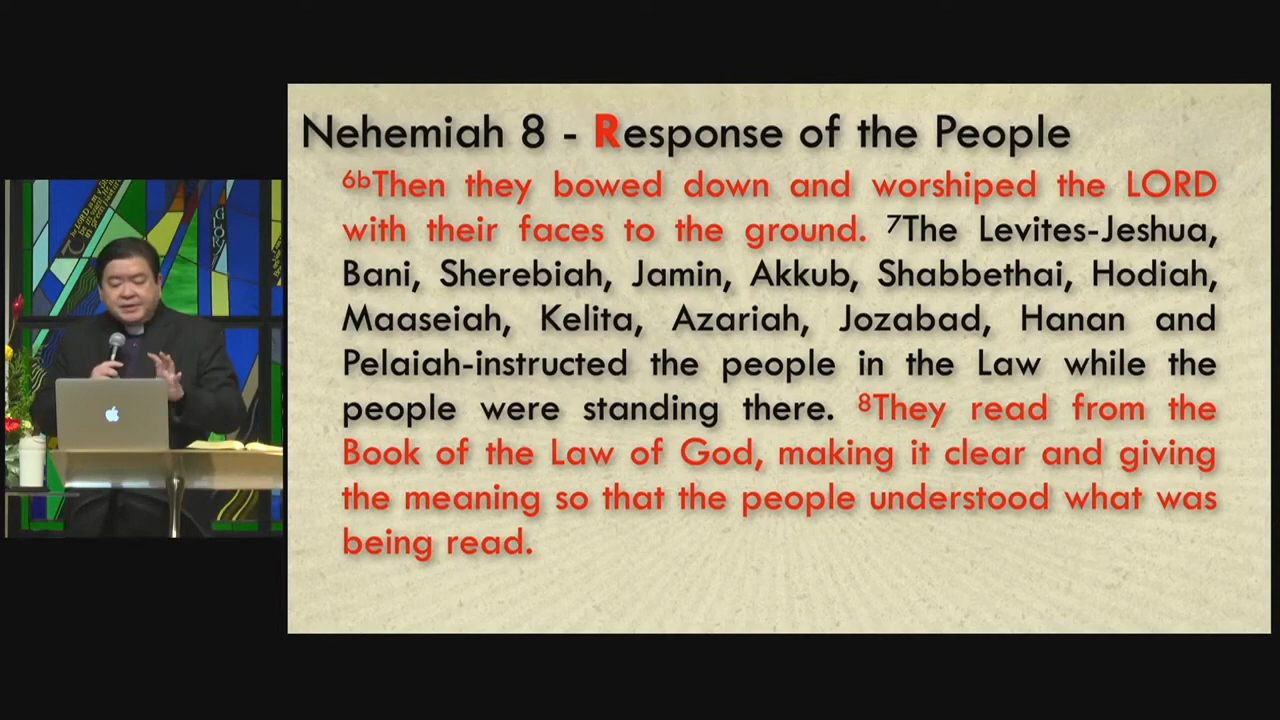 Nehemiah 8 - Response of the People
6bThen they bowed down and worshiped the LORD
with their faces to the ground. 7The Levites-Jeshua,
Bani, Sherebiah, Jamin, Akkub, Shabbethai, Hodiah,
Maaseiah, Kelita, Azariah, Jozabad, Hanan and
Pelaiah-instructed the people in the Law while the
people were standing there. 8They read from the
Book of the Law of God, making it clear and giving
the meaning so that the people understood what was
being read.